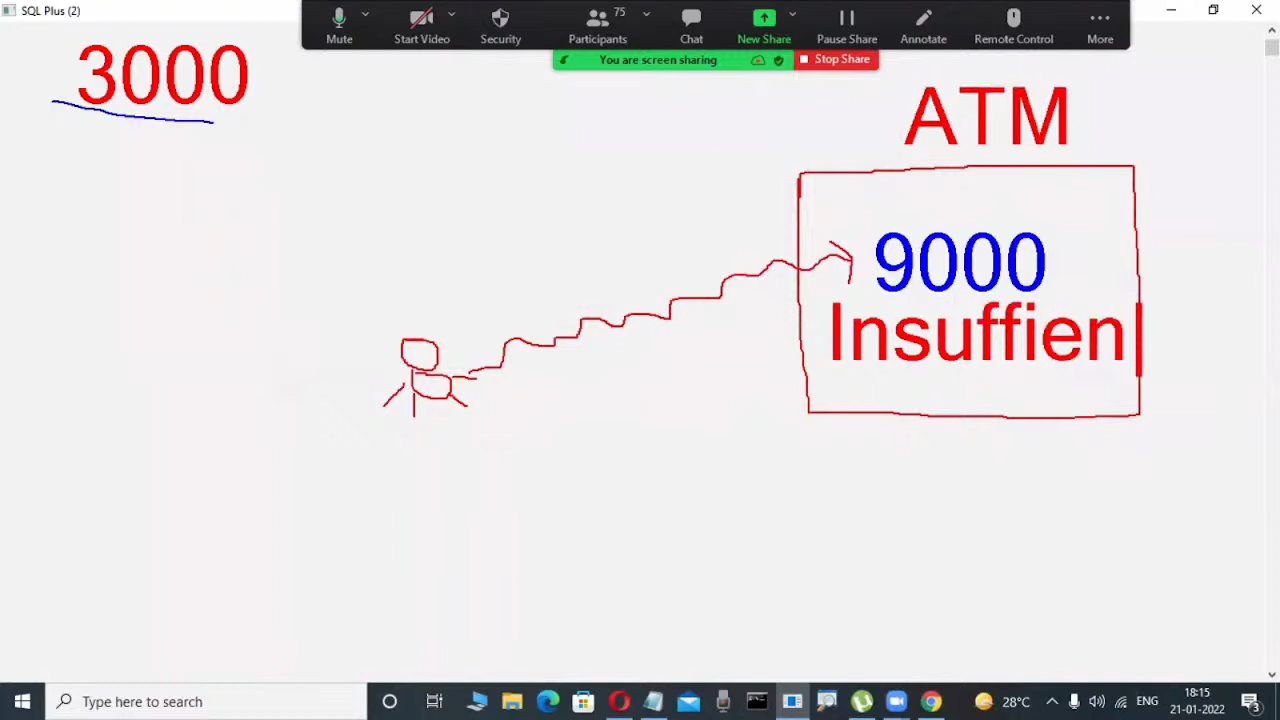 SQL Plus (2)
75
Mute
Start Video
Security
Participants
Chat
New Share
Pause Share
Annotate
Remote Control
More
You are screen sharing
Stop Share
3000
ATM
9000
Insuffien
Type here to search
28°C
ENG
18:15
21-01-2022
3